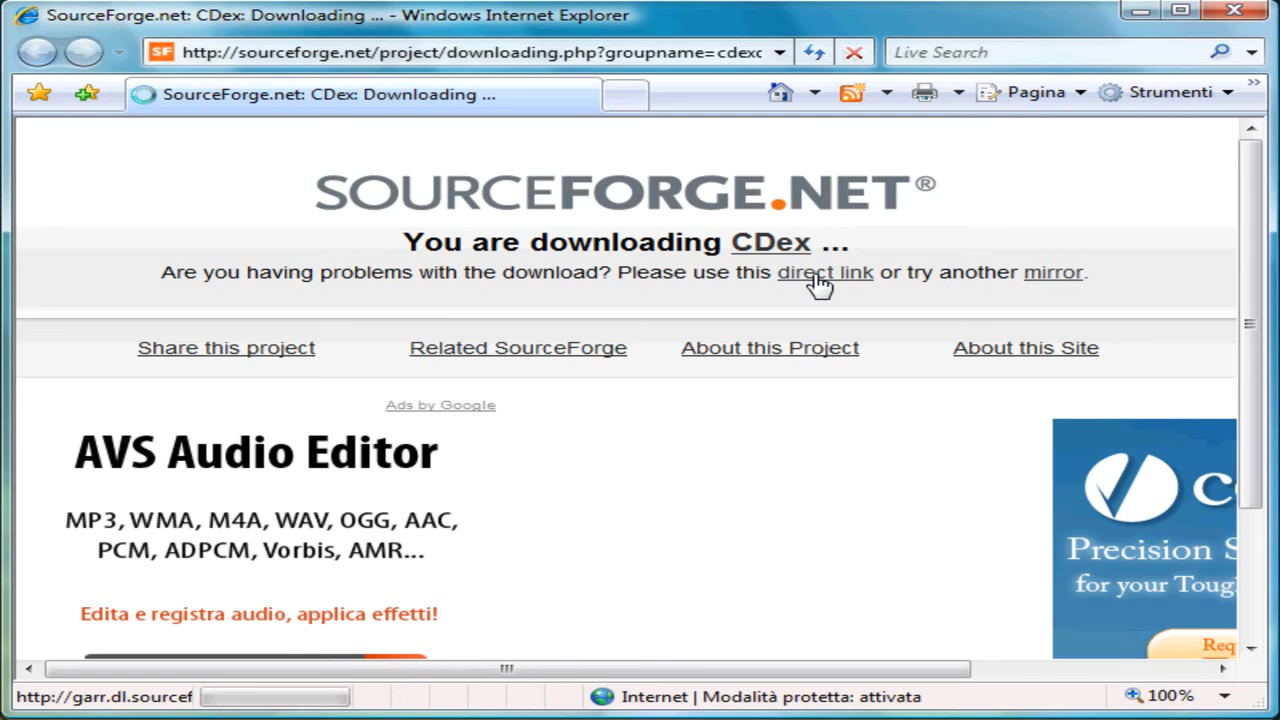 SourceForge.net: CDex: Downloading ... - Windows Internet Explorer
SF http://sourceforge.net/project/downloading.php?groupname=cdexc
Live Search
SourceForge.net: CDex: Downloading ...
Pagina
Strumenti
SOURCEFORGE.NET®
You are downloading CDex ...
Are you having problems with the download? Please use this direct link or try another mirror.
Share this project
Related SourceForge
About this Project
About this Site
Ads by Google
AVS Audio Editor
MP3, WMA, M4A, WAV, OGG, AAC,
PCM, ADPCM, Vorbis, AMR...
Edita e registra audio, applica effetti!
Precision S
for your Toug
Req
http://garr.dl.sourcef
Internet | Modalità protetta: attivata
100%